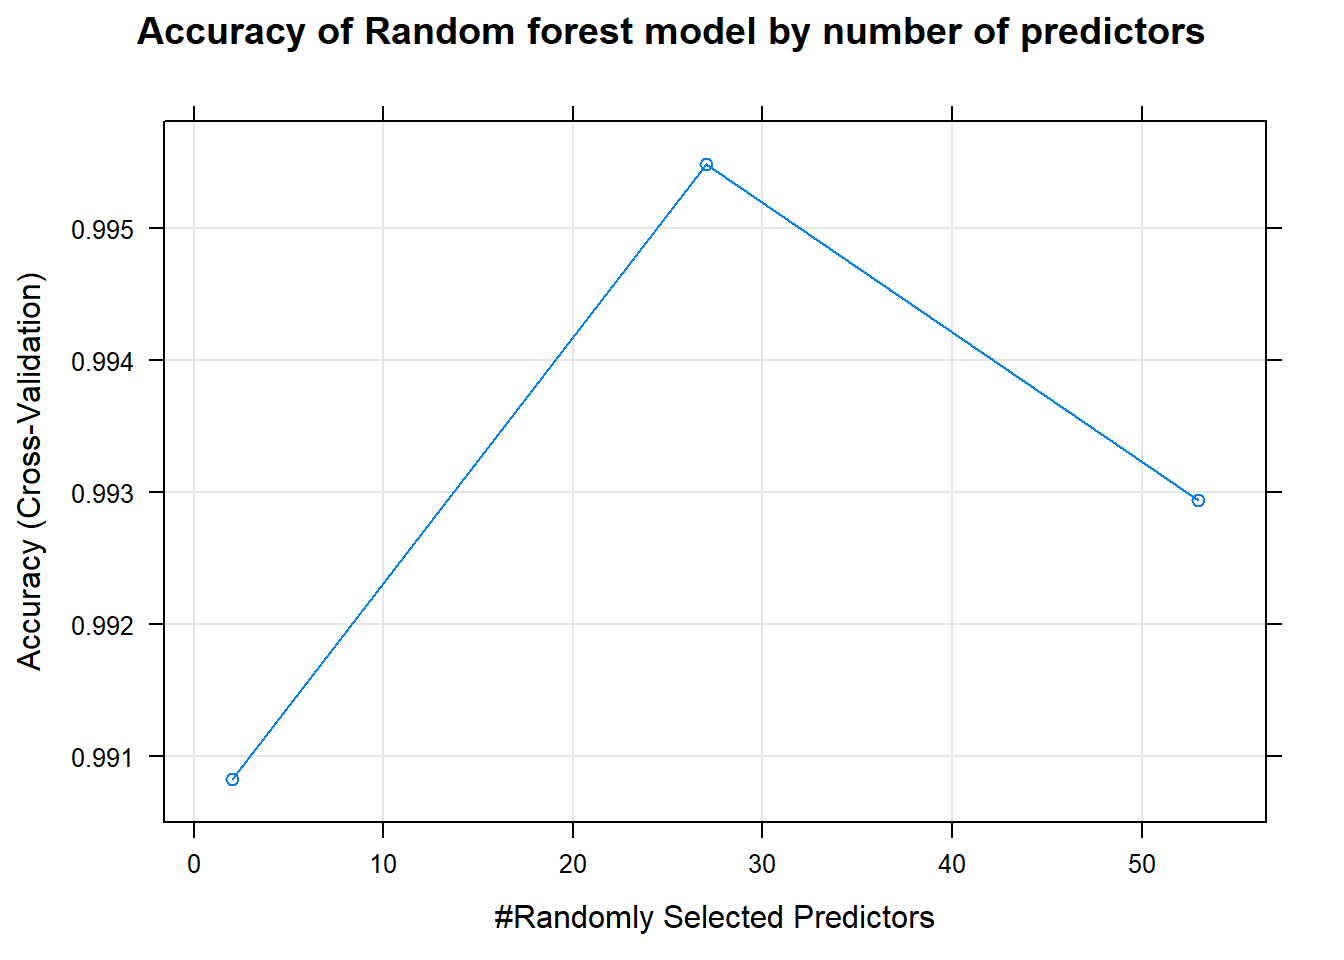 Accuracy of Random forest model by number of predictors
Accuracy (Cross-Validation)
0.995
0.994
0.993
0.992
0.991
0 10 20 30 40 50
#Randomly Selected Predictors